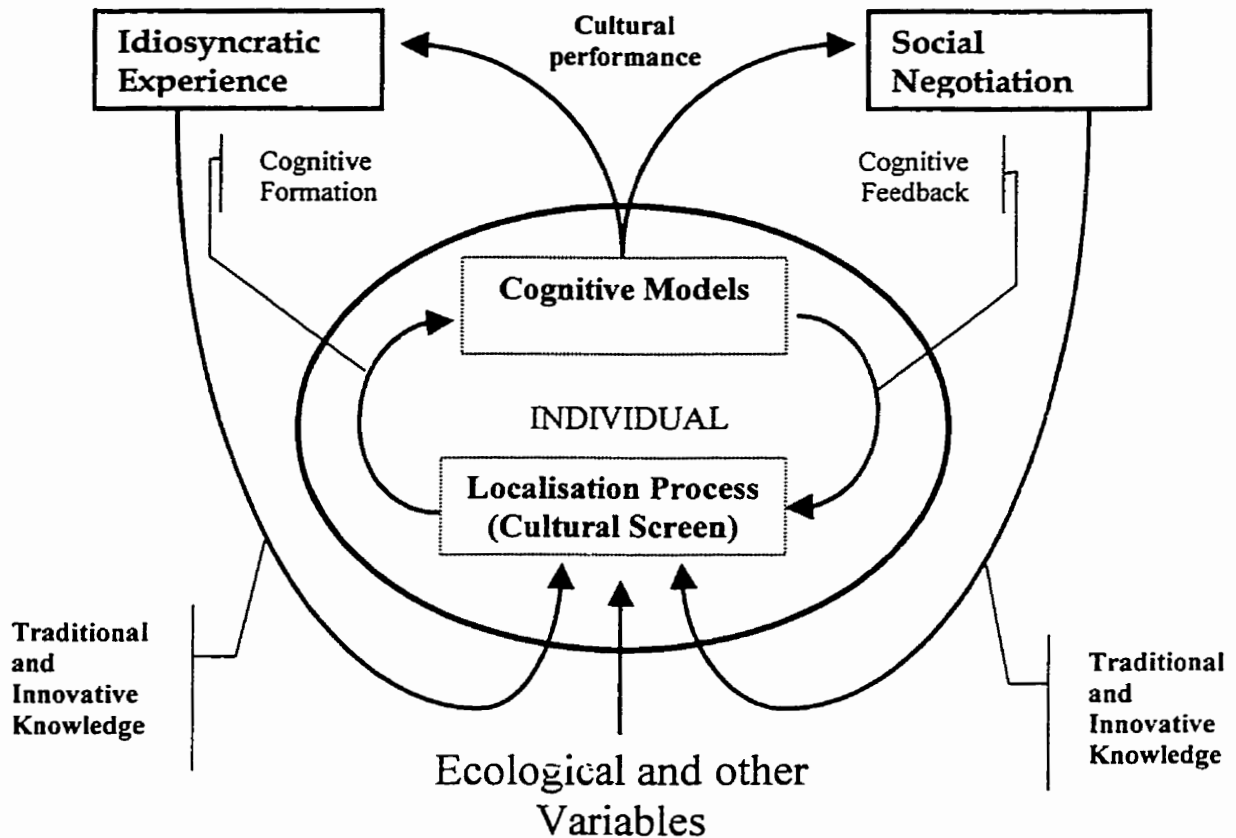 Idiosyncratic
Experience
Cultural
performance
Social
Negotiation
Cognitive
Formation
Cognitive
Feedback
Cognitive Models
INDIVIDUAL
Localisation Process
(Cultural Screen)
Traditional
and
Innovative
Knowledge
Traditional
and
Innovative
Knowledge
Ecological and other
Variables